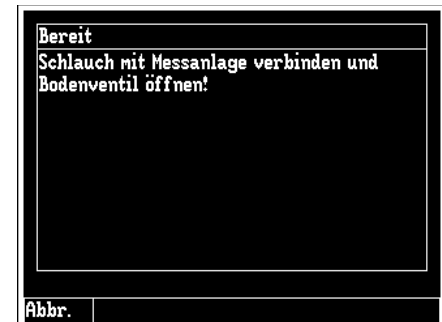 Bereit
Schlauch mit Messanlage verbinden und
Bodenventil öffnen!
Abbr.